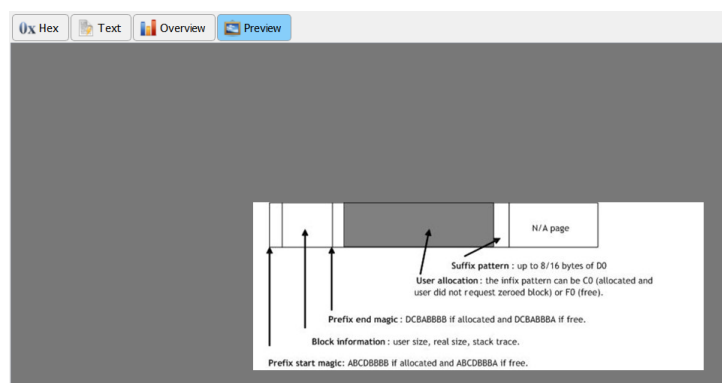 0x Hex Text Overview Preview
N/A page
Suffix pattern : up to 8/16 bytes of D0
User allocation : the infix pattern can be C0 (allocated and
user did not request zeroed block) or F0 (free).
Prefix end magic : DCBABBBB if allocated and DCBABBBA if free.
Block information : user size, real size, stack trace.
Prefix start magic: ABCDBBBB if allocated and ABCDBBBA if free.